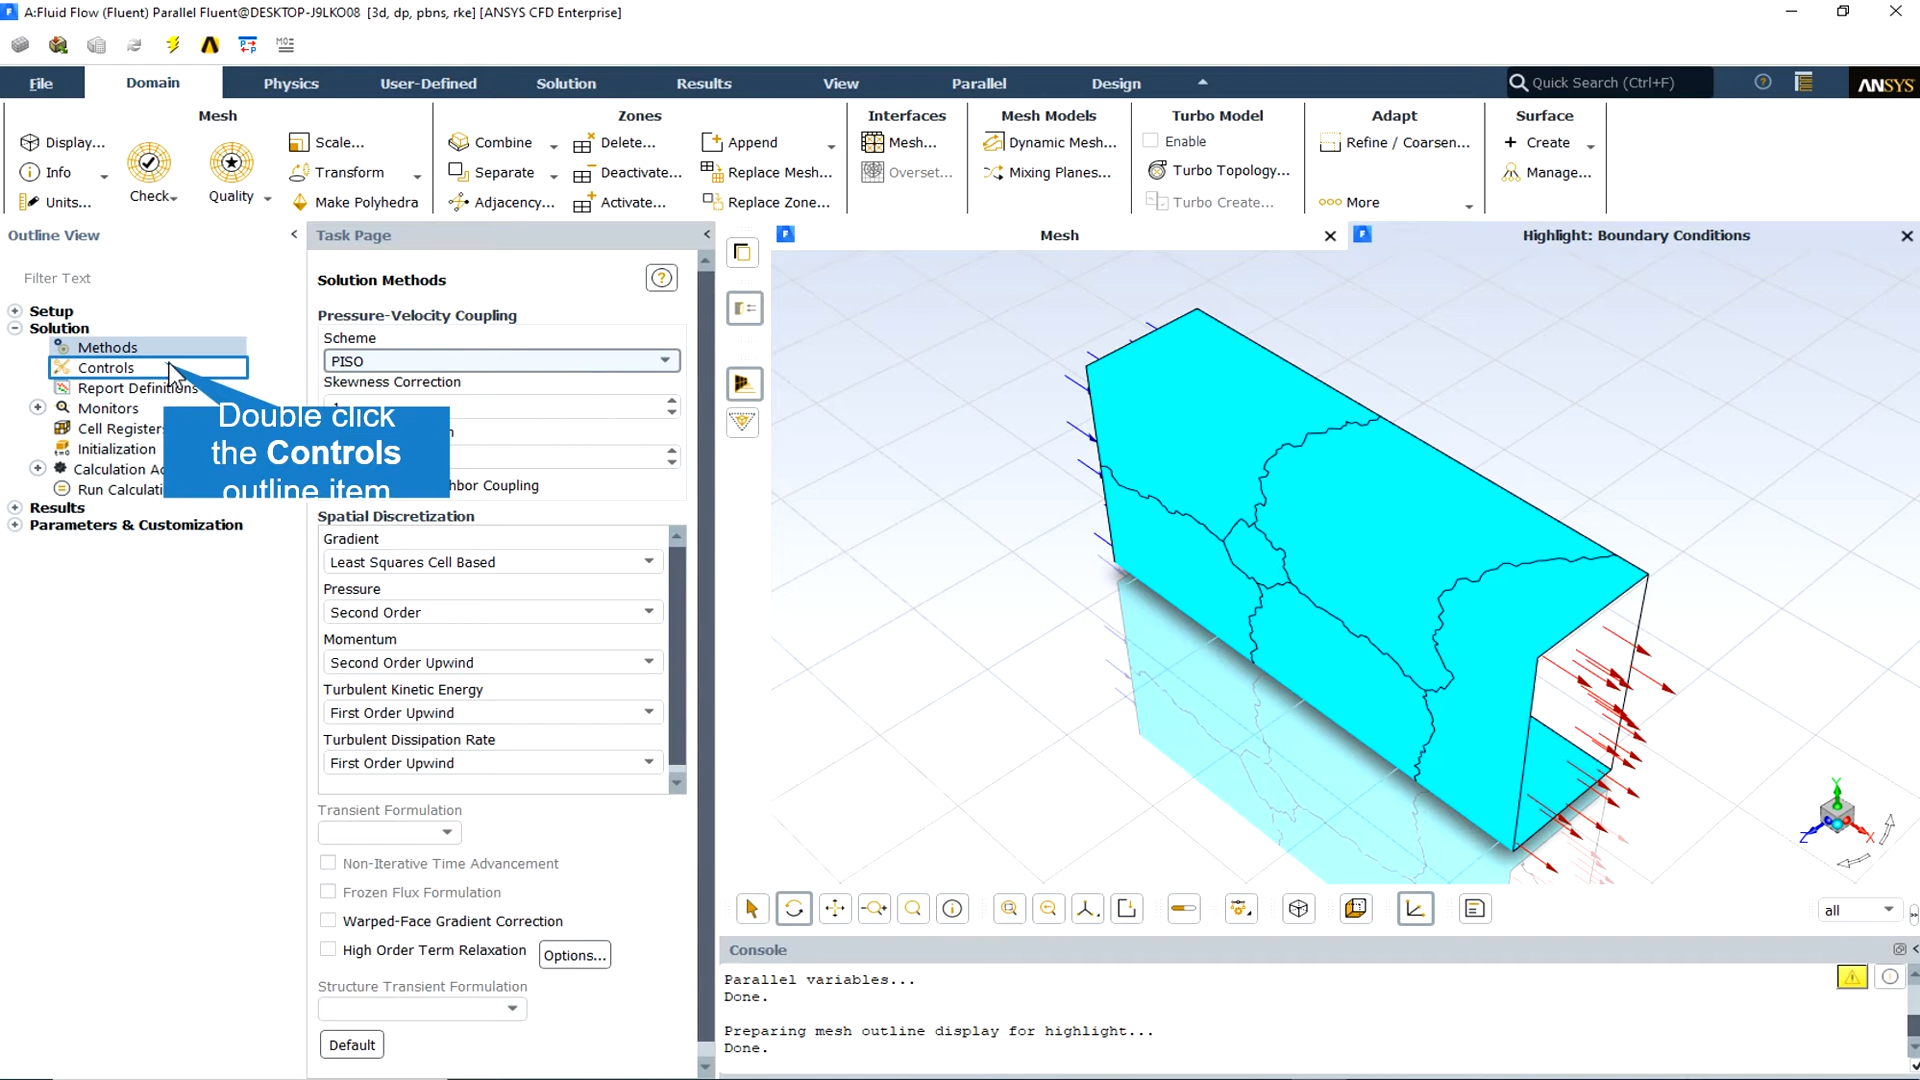 A:Fluid Flow (Fluent) Parallel Fluent@DESKTOP-J9LKO08 [3d, dp, pbns, rke] [ANSYS CFD Enterprise]
File
Domain
Physics
User-Defined
Solution
Results
View
Parallel
Design
Quick Search (Ctrl+F)
ANSYS
Mesh
Display...
Info
Units...
Check
Quality
Scale...
Transform
Make Polyhedra
Zones
Combine
Separate
Adjacency...
Delete...
Deactivate...
Activate...
Append
Replace Mesh...
Replace Zone...
Interfaces
Mesh...
Overset...
Mesh Models
Dynamic Mesh...
Mixing Planes...
Turbo Model
Enable
Turbo Topology...
Turbo Create...
Adapt
Refine / Coarsen...
More
Surface
Create
Manage...
Outline View
Filter Text
Setup
Solution
Methods
Controls
Report Definitions
Monitors
Cell Registers
Initialization
Calculation Ac
Run Calculati
Results
Parameters & Customization
Double click
the Controls
outline item
Task Page
Solution Methods
Pressure-Velocity Coupling
Scheme
PISO
Skewness Correction
hbor Coupling
Spatial Discretization
Gradient
Least Squares Cell Based
Pressure
Second Order
Momentum
Second Order Upwind
Turbulent Kinetic Energy
First Order Upwind
Turbulent Dissipation Rate
First Order Upwind
Transient Formulation
Non-Iterative Time Advancement
Frozen Flux Formulation
Warped-Face Gradient Correction
High Order Term Relaxation
Options...
Structure Transient Formulation
Default
Mesh
Highlight: Boundary Conditions
Y
Z
X
all
Console
Parallel variables...
Done.
Preparing mesh outline display for highlight...
Done.